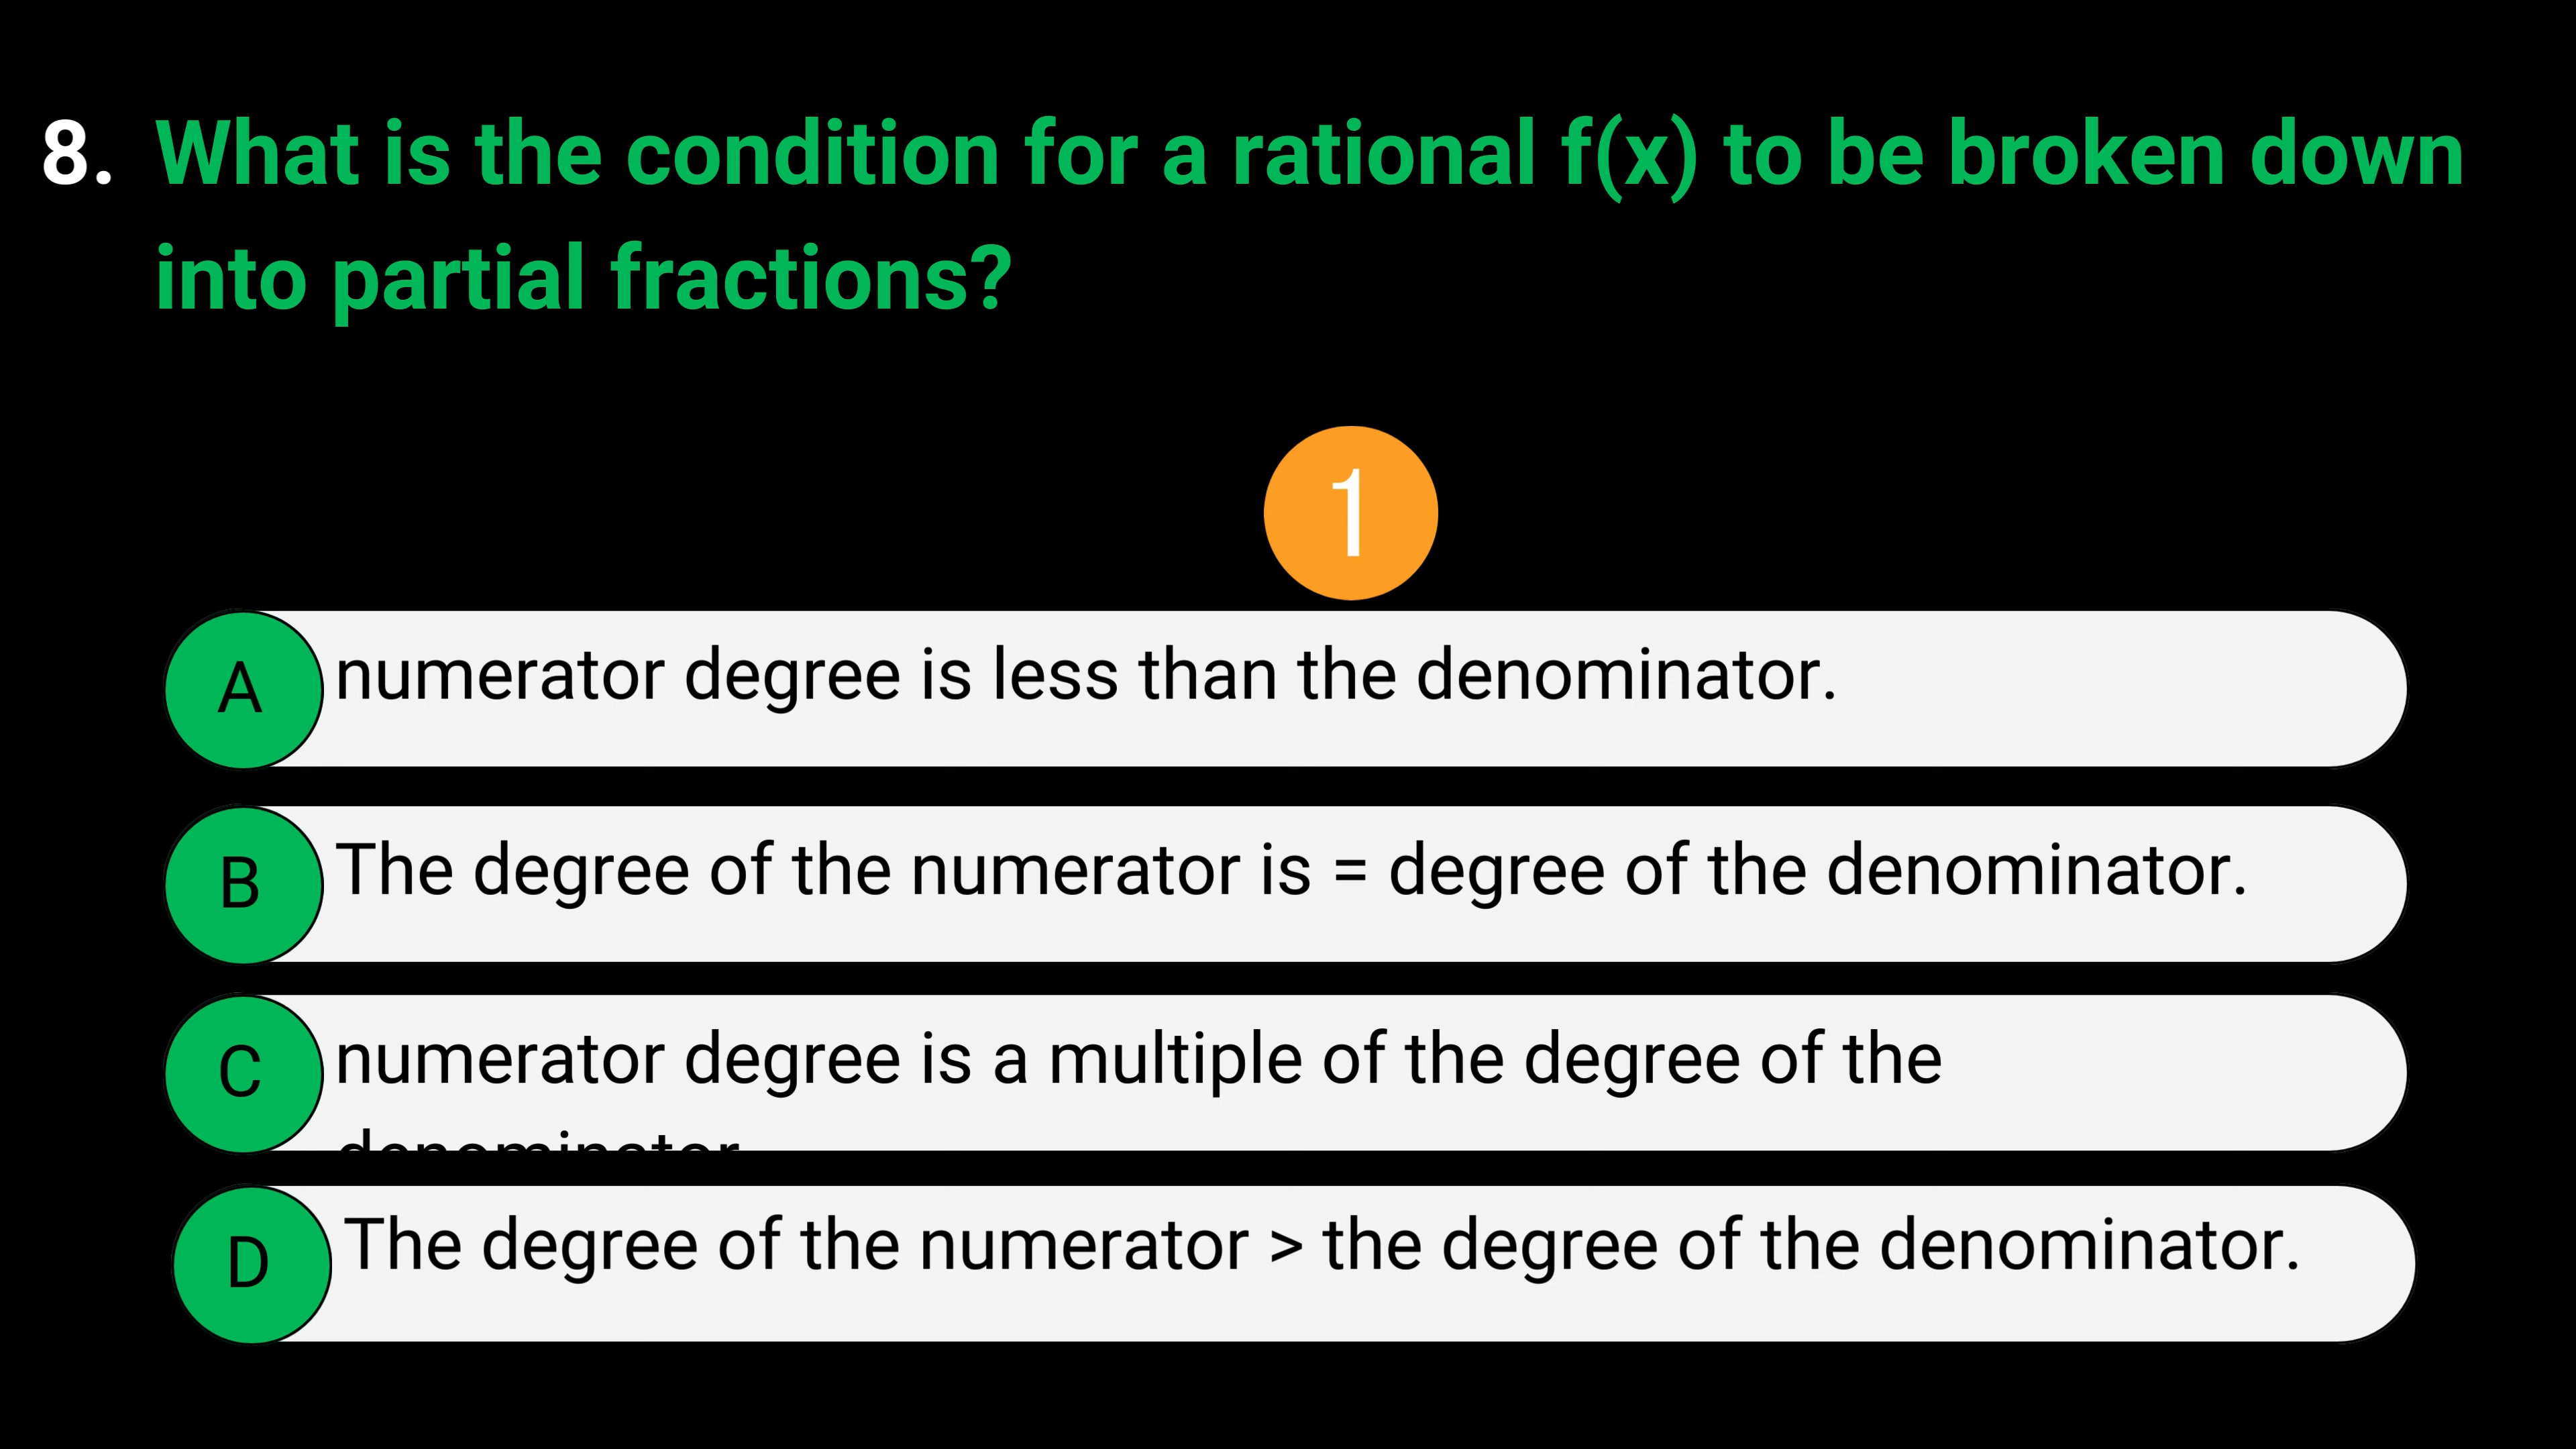 8. What is the condition for a rational f(x) to be broken down
into partial fractions?
1
A numerator degree is less than the denominator.
B The degree of the numerator is = degree of the denominator.
C numerator degree is a multiple of the degree of the
denominator
D The degree of the numerator > the degree of the denominator.